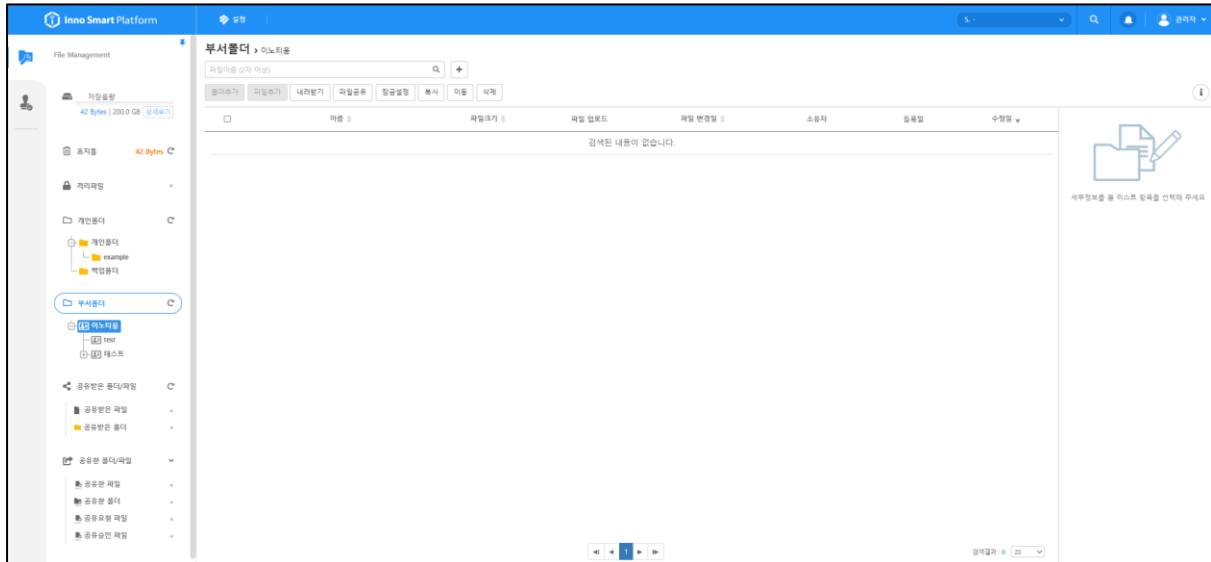 Inno Smart Platform
설정
관리자
File Management
저장용량
42 Bytes | 200.0 GB 상세보기
휴지통 42 Bytes
격리파일
개인폴더
개인폴더
example
백업폴더
부서폴더
이노티움
test
테스트
공유받은 폴더/파일
공유받은 파일
공유받은 폴더
공유한 폴더/파일
공유한 파일
공유한 폴더
공유요청 파일
공유승인 파일
부서폴더 › 이노티움
파일이름 (2자 이상)
폴더추가 파일추가 내려받기 파일공유 잠금설정 복사 이동 삭제
이름 파일크기 파일 업로드 파일 변경일 소유자 등록일 수정일
검색된 내용이 없습니다.
세부정보를 볼 리스트 항목을 선택해 주세요
1
검색결과 : 0 20